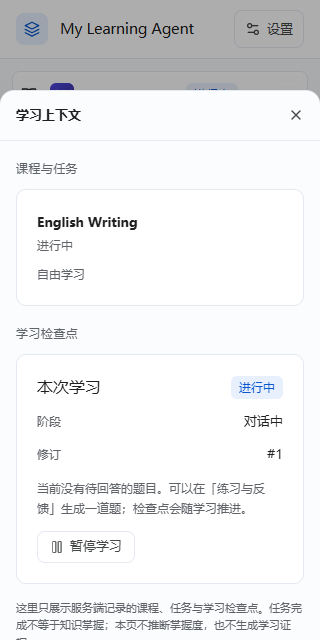 My Learning Agent
设置
学习上下文
课程与任务
English Writing
进行中
自由学习
学习检查点
本次学习
进行中
阶段
对话中
修订
#1
当前没有待回答的题目。可以在「练习与反
馈」生成一道题；检查点会随学习推进。
暂停学习
这里只展示服务端记录的课程、任务与学习检查点。任务完
成不等于知识掌握；本页不推断掌握度，也不生成学习证